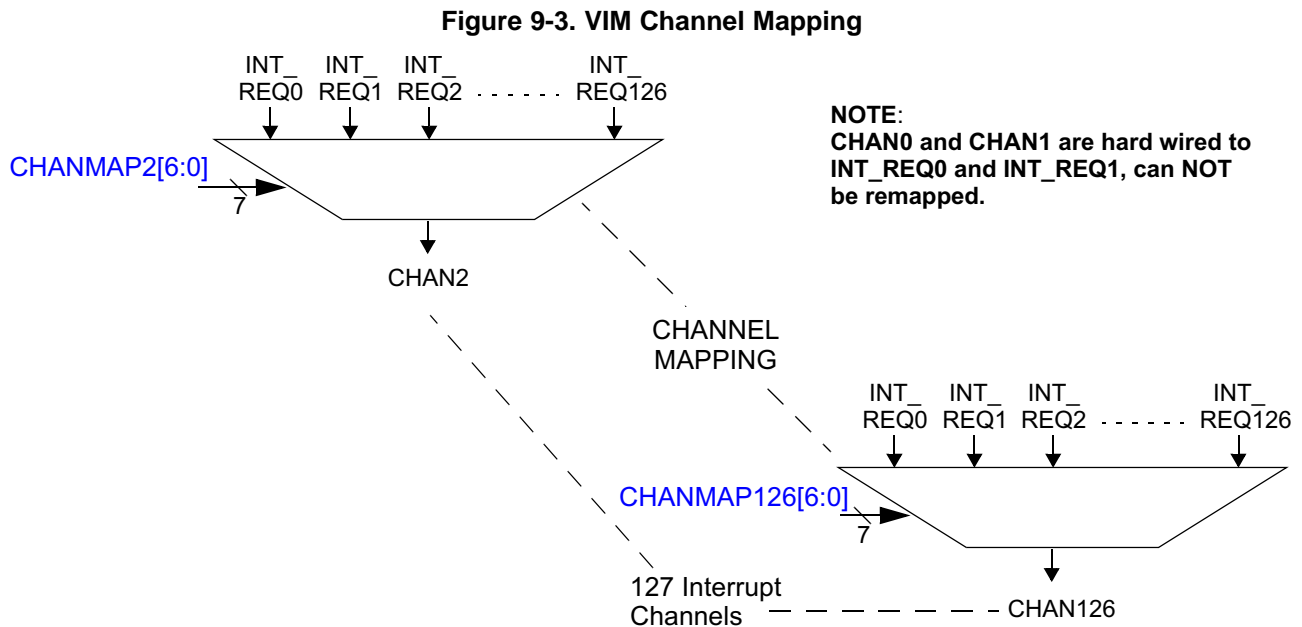 Figure 9-3. VIM Channel Mapping
INT_ INT_ INT_ INT_
REQ0 REQ1 REQ2 - - - - - - REQ126
NOTE:
CHAN0 and CHAN1 are hard wired to
INT_REQ0 and INT_REQ1, can NOT
be remapped.
CHANMAP2[6:0]
7
CHAN2
CHANNEL
MAPPING
INT_ INT_ INT_ INT_
REQ0 REQ1 REQ2 - - - - - - - REQ126
CHANMAP126[6:0]
7
127 Interrupt
Channels
CHAN126